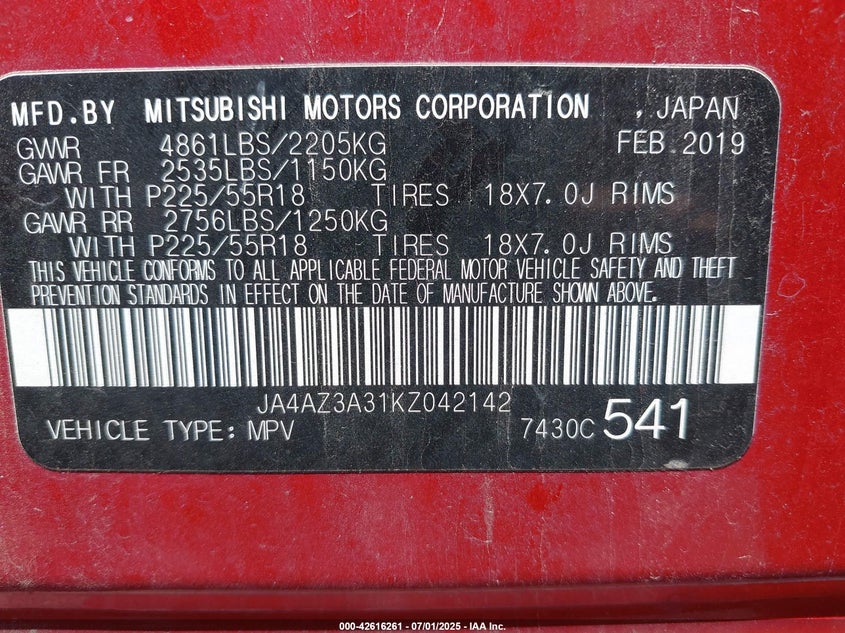 MFD.BY MITSUBISHI MOTORS CORPORATION , JAPAN
GVWR 4861LBS/2205KG FEB 2019
GAWR FR 2535LBS/1150KG
WITH P225/55R18 TIRES 18X7.0J RIMS
GAWR RR 2756LBS/1250KG
WITH P225/55R18 TIRES 18X7.0J RIMS
THIS VEHICLE CONFORMS TO ALL APPLICABLE FEDERAL MOTOR VEHICLE SAFETY AND THEFT
PREVENTION STANDARDS IN EFFECT ON THE DATE OF MANUFACTURE SHOWN ABOVE.
JA4AZ3A31KZ042142
VEHICLE TYPE: MPV 7430C 541
000-42616261 - 07/01/2025 - IAA Inc.